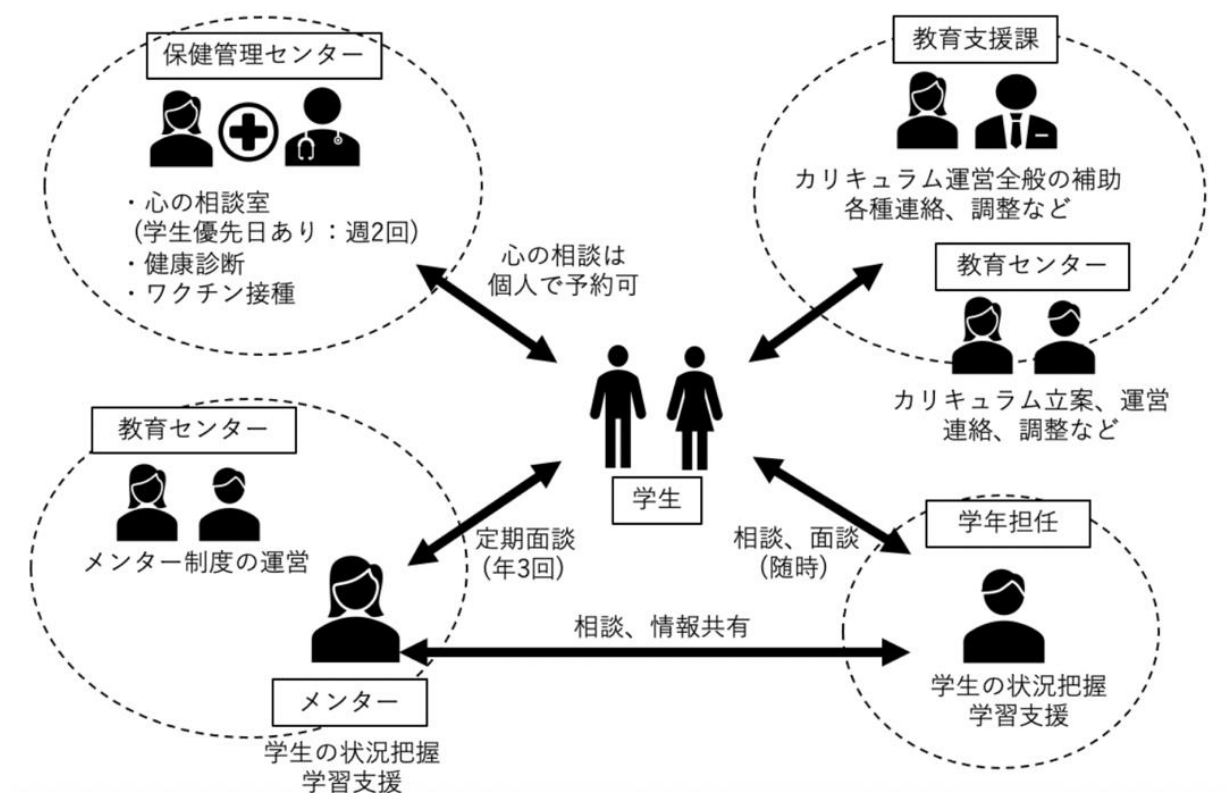 保健管理センター
・心の相談室
(学生優先日あり：週2回)
・健康診断
・ワクチン接種
心の相談は
個人で予約可
教育支援課
カリキュラム運営全般の補助
各種連絡、調整など
教育センター
カリキュラム立案、運営
連絡、調整など
学生
教育センター
メンター制度の運営
定期面談
(年3回)
メンター
学生の状況把握
学習支援
相談、情報共有
相談、面談
(随時)
学年担任
学生の状況把握
学習支援